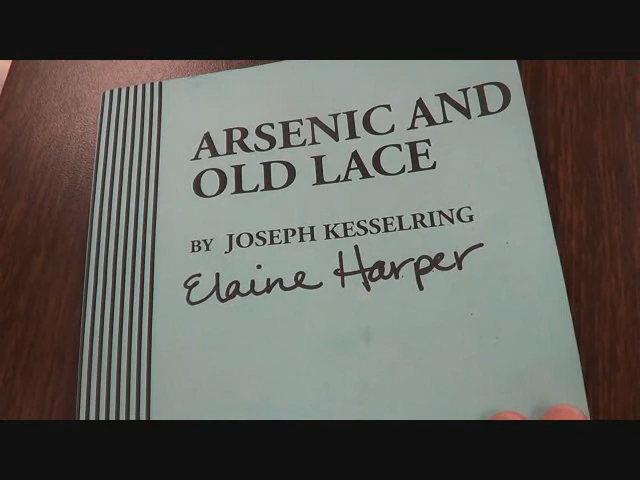 ARSENIC AND
OLD LACE
BY JOSEPH KESSELRING
Elaine Harper